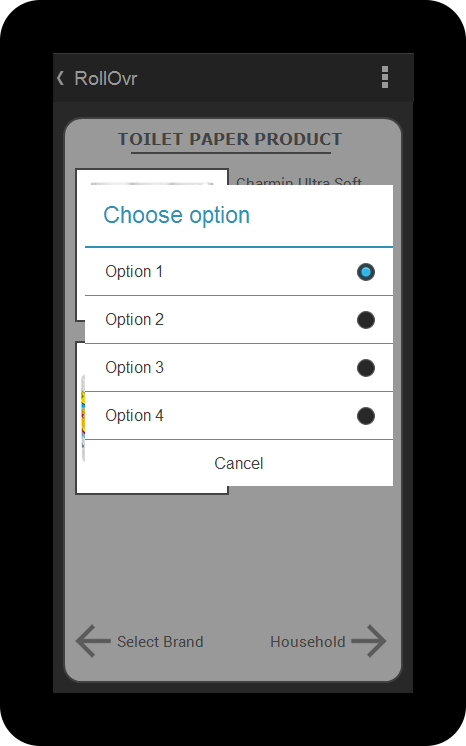 RollOvr
TOILET PAPER PRODUCT
Charmin Ultra Soft
Choose option
Option 1
Option 2
Option 3
Option 4
Cancel
Select Brand
Household